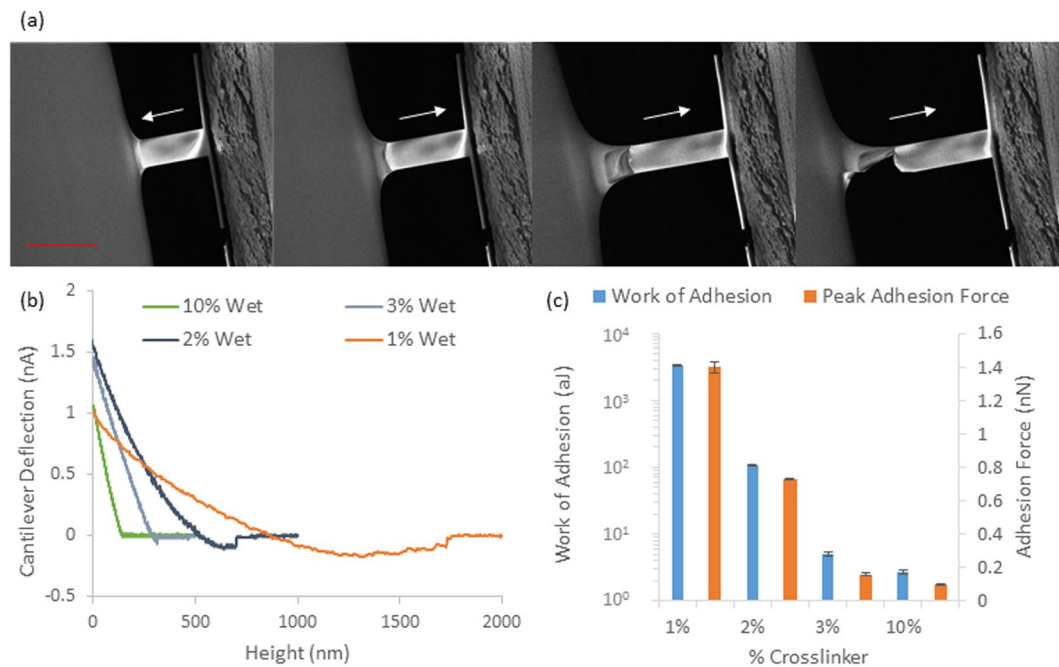 (a)
(b)
2
1.5
1
0.5
0
-0.5
Cantilever Deflection (nA)
10% Wet
3% Wet
2% Wet
1% Wet
0
500
1000
1500
2000
Height (nm)
(c)
Work of Adhesion
Peak Adhesion Force
10⁴
10³
10²
10¹
10⁰
Work of Adhesion (aJ)
1.6
1.4
1.2
1
0.8
0.6
0.4
0.2
0
Adhesion Force (nN)
1%
2%
3%
10%
% Crosslinker